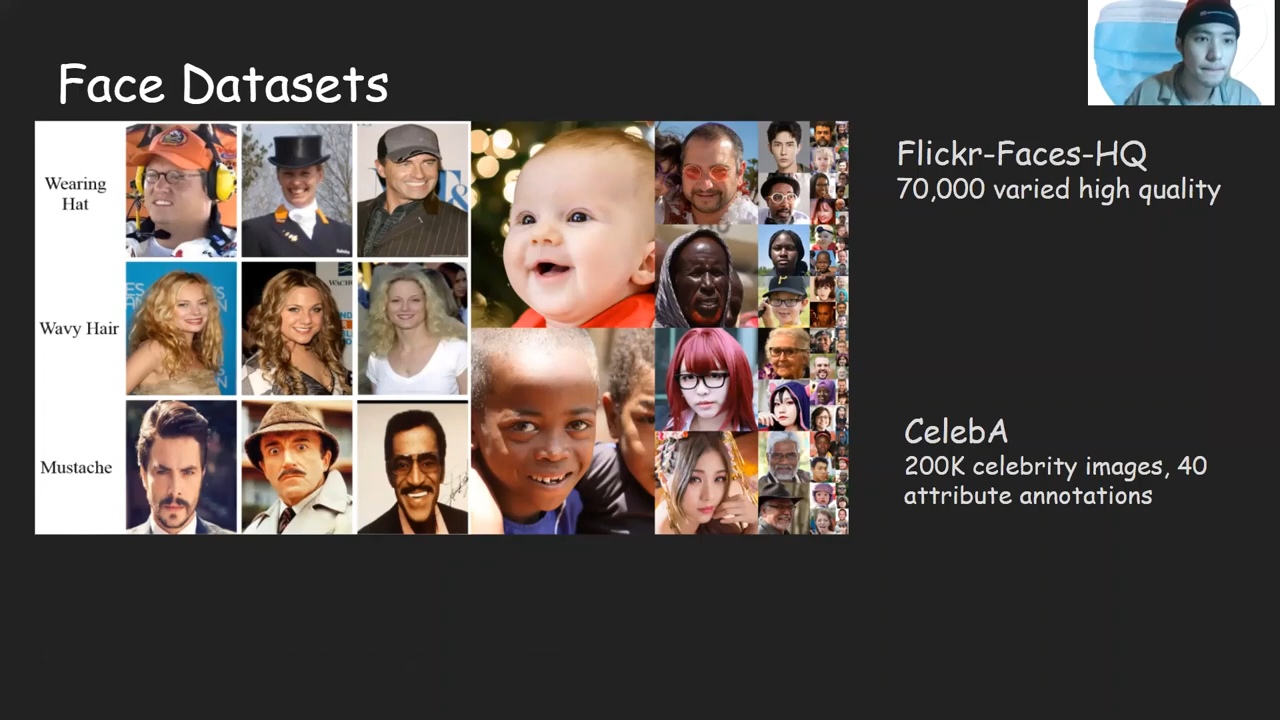 Face Datasets
Wearing
Hat
Wavy Hair
Mustache
Flickr-Faces-HQ
70,000 varied high quality
CelebA
200K celebrity images, 40
attribute annotations